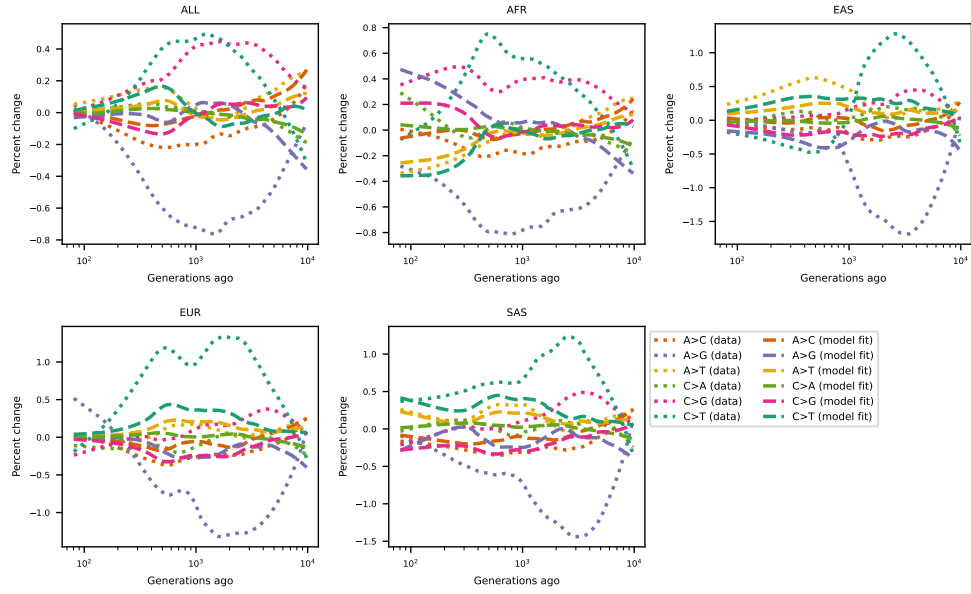 ALL
AFR
EAS
0.4
0.2
0.0
−0.2
−0.4
−0.6
−0.8
Percent change
10²
10³
10⁴
Generations ago
0.8
0.6
0.4
0.2
0.0
−0.2
−0.4
−0.6
−0.8
Percent change
10²
10³
10⁴
Generations ago
1.0
0.5
0.0
−0.5
−1.0
−1.5
Percent change
10²
10³
10⁴
Generations ago
EUR
SAS
1.0
0.5
0.0
−0.5
−1.0
Percent change
10²
10³
10⁴
Generations ago
1.0
0.5
0.0
−0.5
−1.0
−1.5
Percent change
10²
10³
10⁴
Generations ago
A>C (data)
A>G (data)
A>T (data)
C>A (data)
C>G (data)
C>T (data)
A>C (model fit)
A>G (model fit)
A>T (model fit)
C>A (model fit)
C>G (model fit)
C>T (model fit)